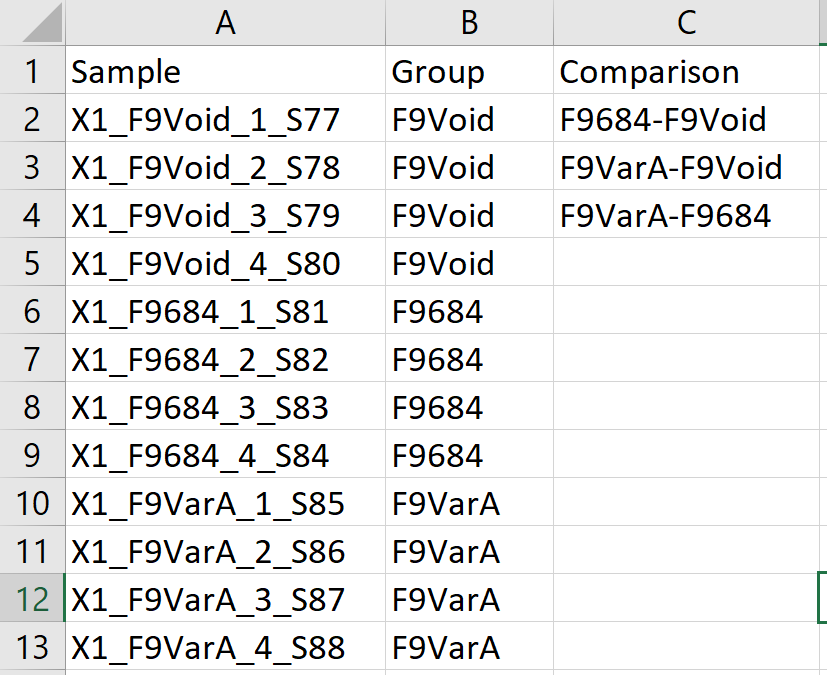 A B C
1 Sample Group Comparison
2 X1_F9Void_1_S77 F9Void F9684-F9Void
3 X1_F9Void_2_S78 F9Void F9VarA-F9Void
4 X1_F9Void_3_S79 F9Void F9VarA-F9684
5 X1_F9Void_4_S80 F9Void
6 X1_F9684_1_S81 F9684
7 X1_F9684_2_S82 F9684
8 X1_F9684_3_S83 F9684
9 X1_F9684_4_S84 F9684
10 X1_F9VarA_1_S85 F9VarA
11 X1_F9VarA_2_S86 F9VarA
12 X1_F9VarA_3_S87 F9VarA
13 X1_F9VarA_4_S88 F9VarA